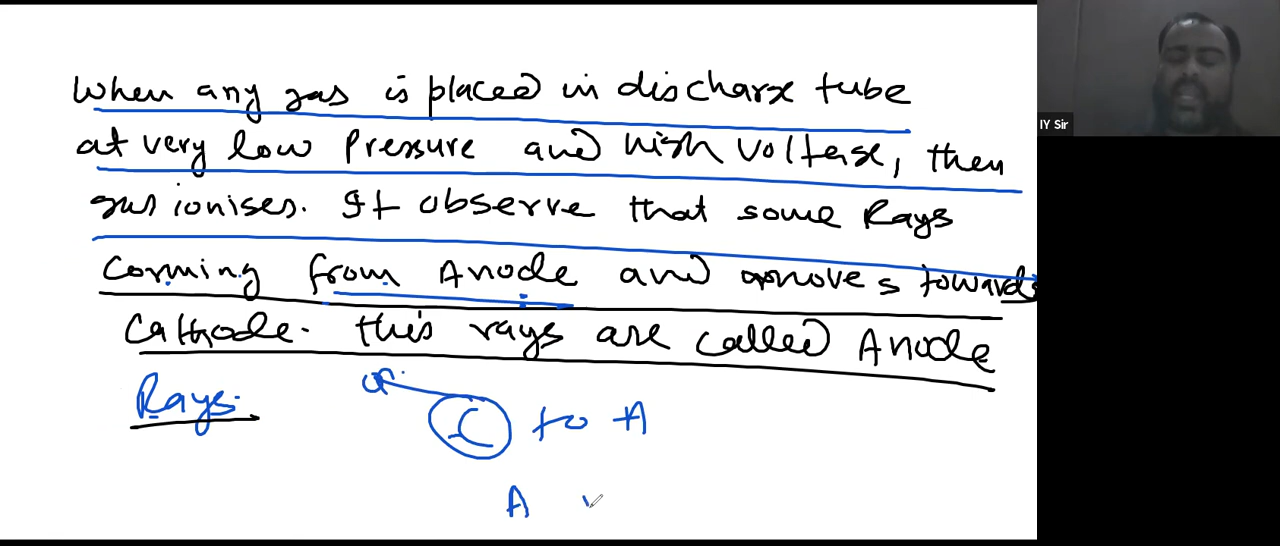 When any gas is placed in discharge tube
at very low Pressure and high voltage, then
gas ionises. It observe that some Rays
Comming from Anode and moves towards
Cathode. this rays are called Anode
Rays.
C to A
A
IY Sir